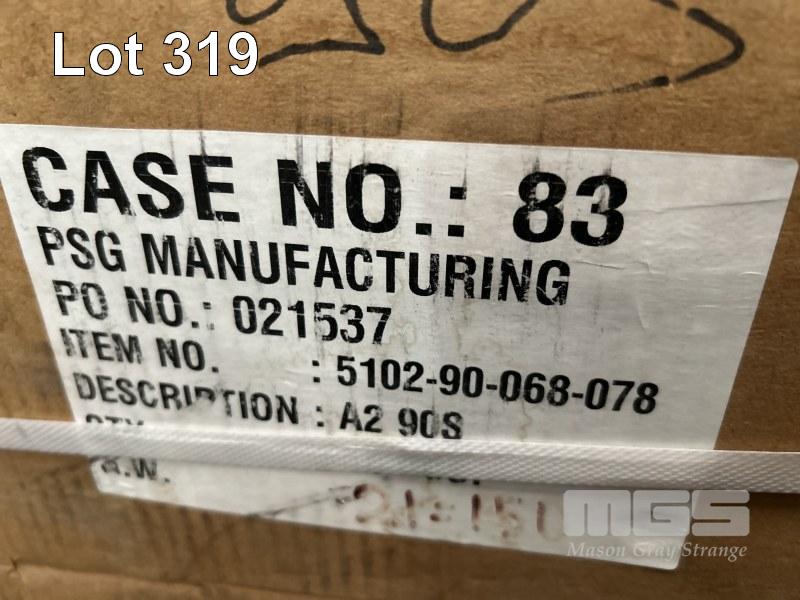 Lot 319
CASE NO.: 83
PSG MANUFACTURING
PO NO.: 021537
ITEM NO. : 5102-90-068-078
DESCRIPTION : A2 90S
MGS
Mason Gray Strange